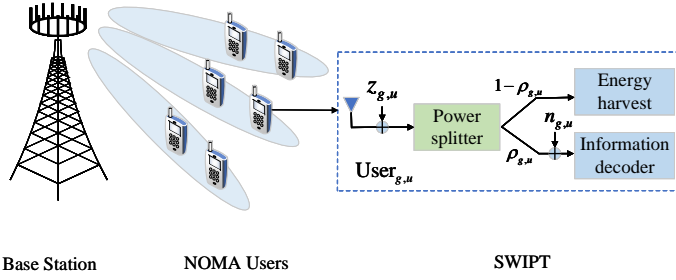 z_{g,u}
Power
splitter
1-ρ_{g,u}
Energy
harvest
n_{g,u}
ρ_{g,u}
Information
decoder
User_{g,u}
Base Station
NOMA Users
SWIPT